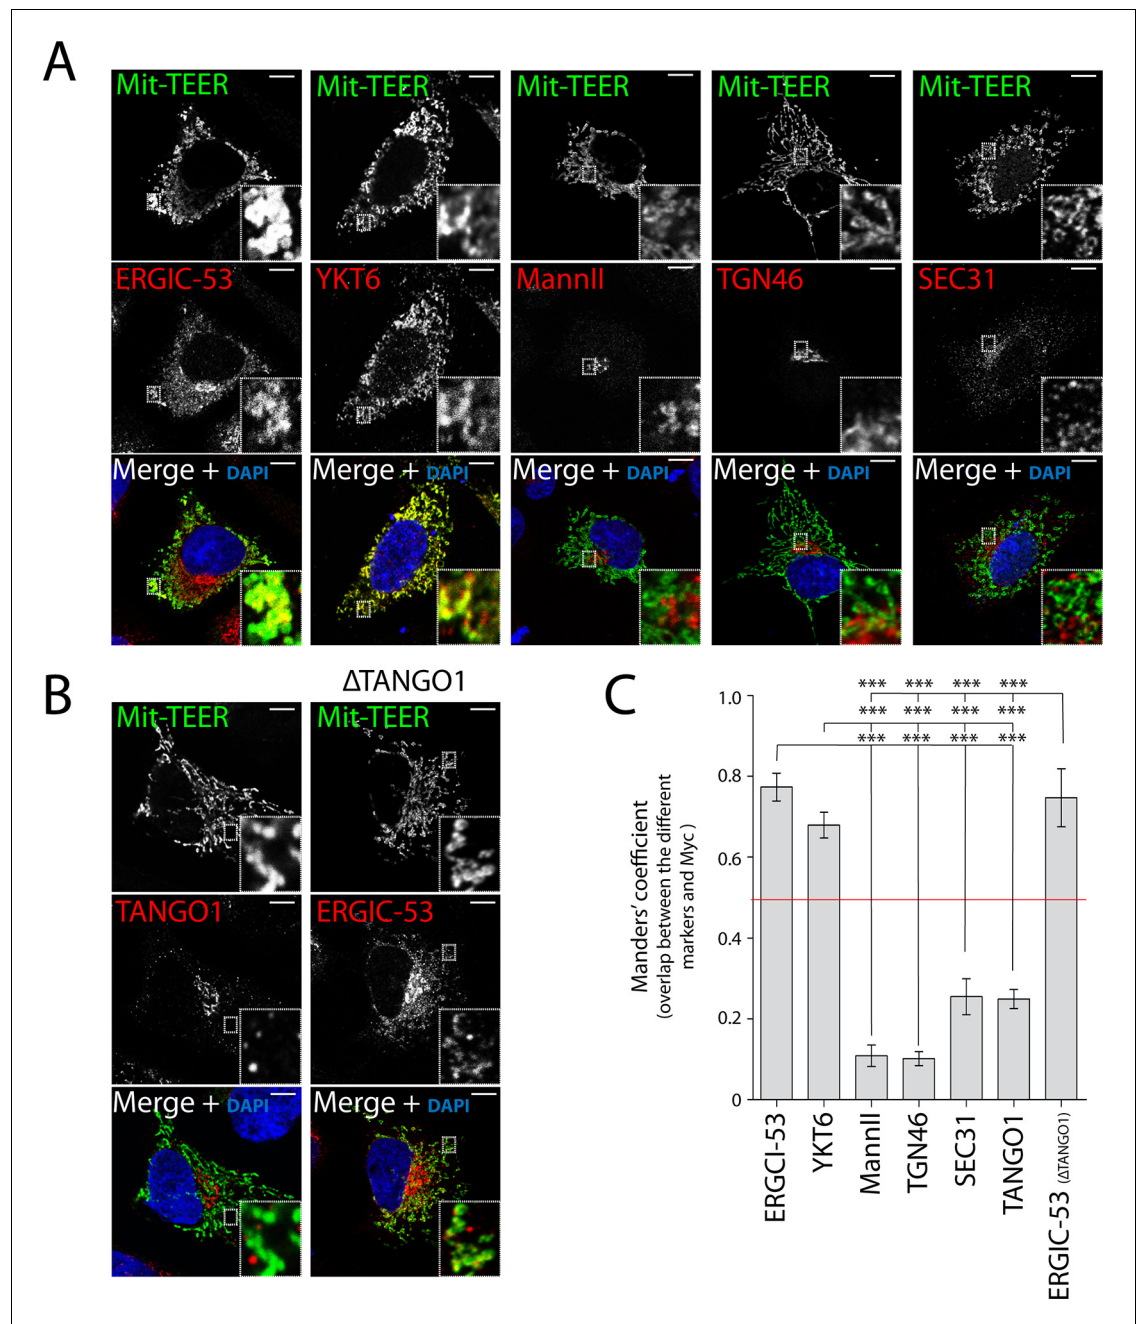 A
Mit-TEER Mit-TEER Mit-TEER Mit-TEER Mit-TEER
ERGIC-53 YKT6 MannII TGN46 SEC31
Merge + DAPI Merge + DAPI Merge + DAPI Merge + DAPI Merge + DAPI
B
ΔTANGO1
Mit-TEER Mit-TEER
TANGO1 ERGIC-53
Merge + DAPI Merge + DAPI
C
*** *** *** ***
*** *** *** ***
*** *** *** ***
1.0
0.8
0.6
0.4
0.2
0
Manders' coefficient
(overlap between the different
markers and Myc )
ERGCI-53
YKT6
MannII
TGN46
SEC31
TANGO1
ERGIC-53 (ΔTANGO1)